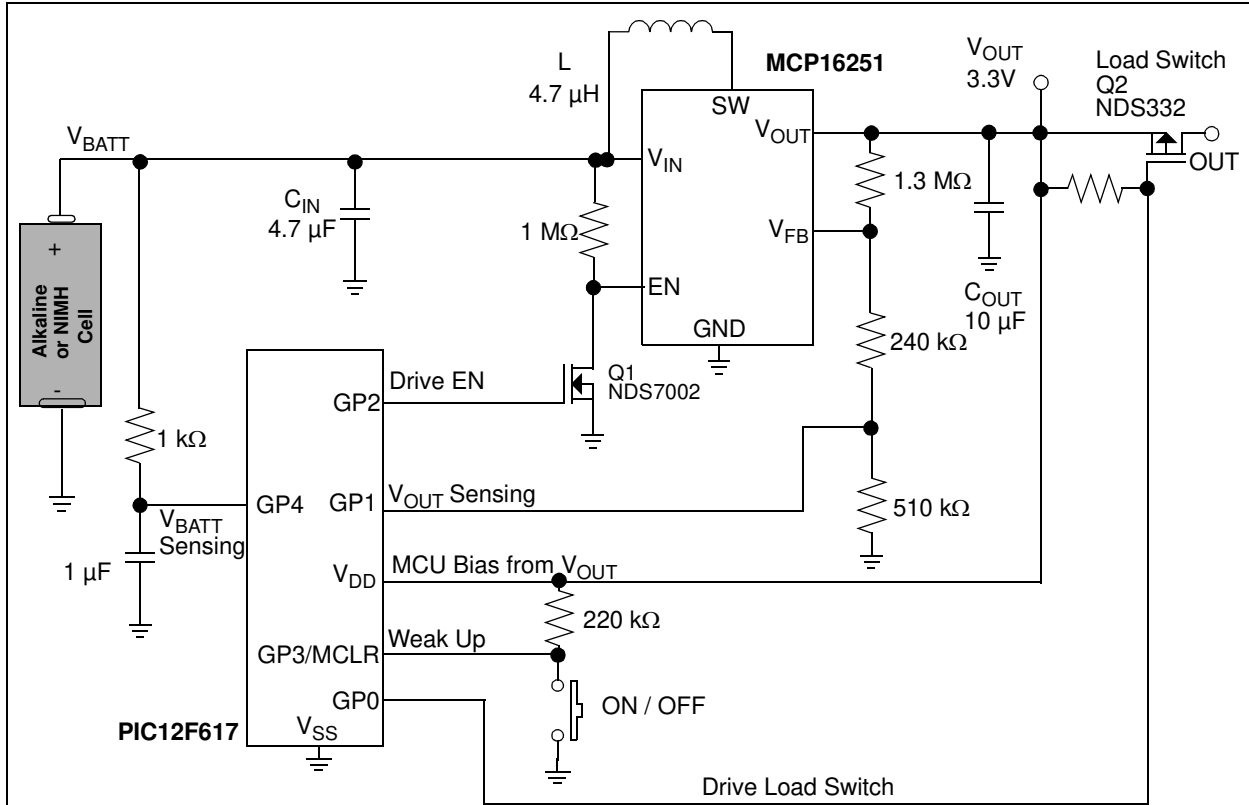 L
4.7 µH
MCP16251
V_OUT
3.3V
Load Switch
Q2
NDS332
SW
V_BATT
V_IN
V_OUT
OUT
C_IN
4.7 µF
1 MΩ
1.3 MΩ
V_FB
EN
GND
C_OUT
10 µF
+
Alkaline
or NIMH
Cell
-
240 kΩ
Q1
NDS7002
Drive EN
GP2
1 kΩ
GP4
GP1
V_OUT Sensing
510 kΩ
V_BATT
Sensing
1 µF
V_DD
MCU Bias from V_OUT
220 kΩ
GP3/MCLR
Weak Up
GP0
ON / OFF
PIC12F617
V_SS
Drive Load Switch